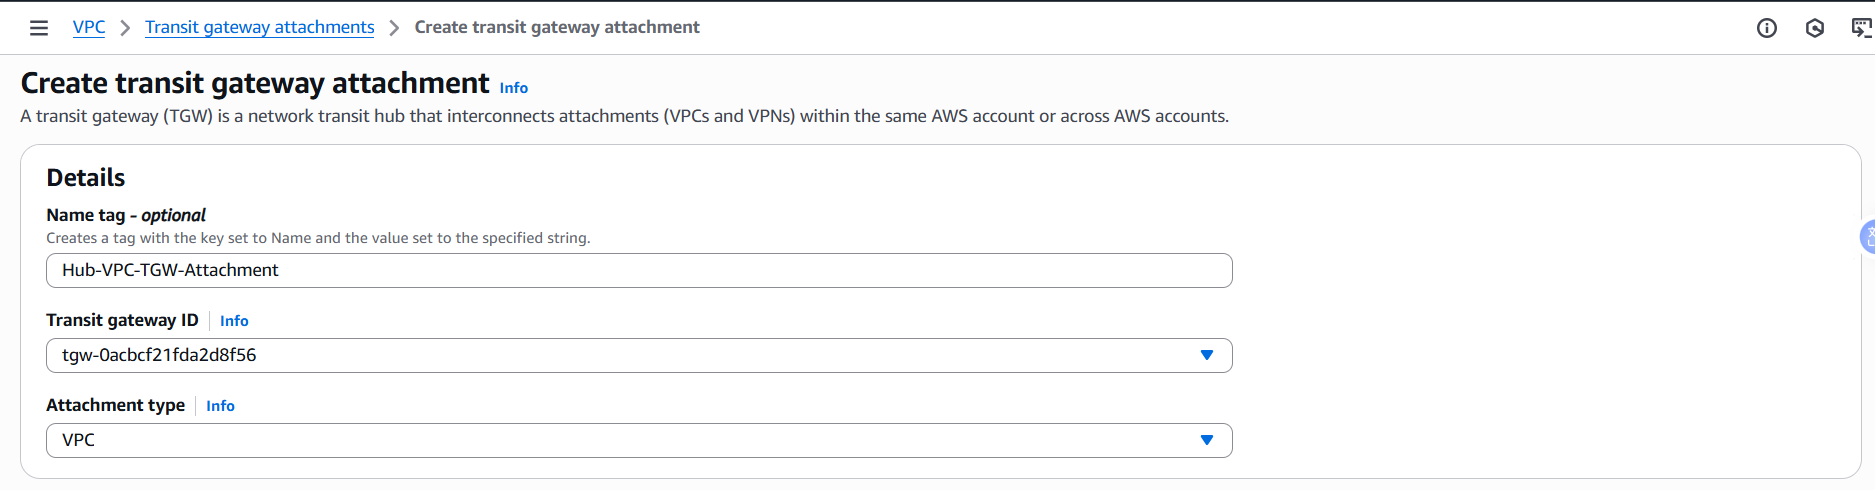 VPC > Transit gateway attachments > Create transit gateway attachment
Create transit gateway attachment Info
A transit gateway (TGW) is a network transit hub that interconnects attachments (VPCs and VPNs) within the same AWS account or across AWS accounts.
Details
Name tag - optional
Creates a tag with the key set to Name and the value set to the specified string.
Hub-VPC-TGW-Attachment
Transit gateway ID Info
tgw-0acbcf21fda2d8f56
Attachment type Info
VPC